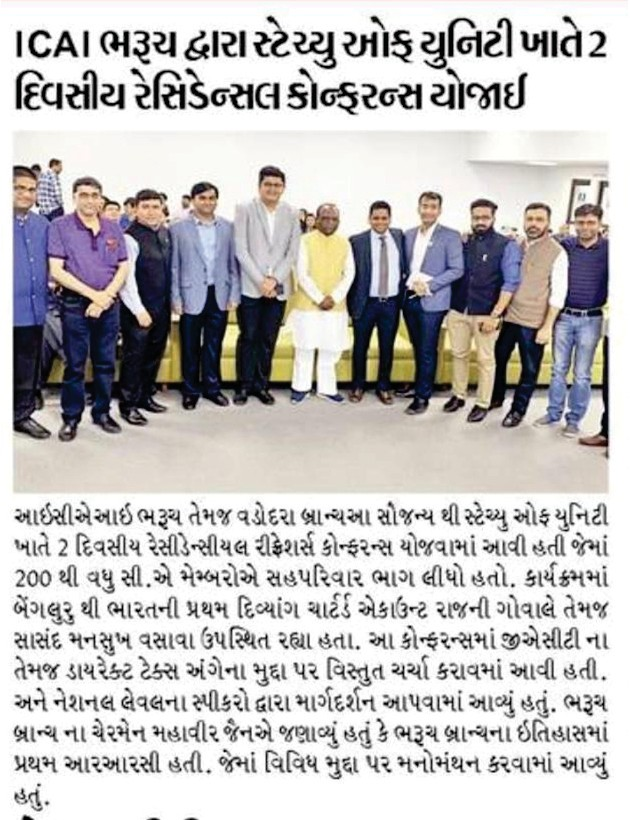 ICAI ભરૂચ દ્વારા સ્ટેચ્યુ ઓફ યુનિટી ખાતે 2
દિવસીય રેસિડેન્સલ કોન્ફરન્સ યોજાઈ
આઇસીએઆઇ ભરૂચ તેમજ વડોદરા બ્રાન્ચઆ સૌજન્ય થી સ્ટેચ્યુ ઓફ યુનિટી
ખાતે 2 દિવસીય રેસીડેન્સીયલ રીફ્રેશર્સ કોન્ફરન્સ યોજવામાં આવી હતી જેમાં
200 થી વધુ સી.એ મેમ્બરોએ સહપરિવાર ભાગ લીધો હતો. કાર્યક્રમમાં
બેંગલુરુ થી ભારતની પ્રથમ દિવ્યાંગ ચાર્ટર્ડ એકાઉન્ટ રાજની ગોવાલે તેમજ
સાસંદ મનસુખ વસાવા ઉપસ્થિત રહ્યા હતા. આ કોન્ફરન્સમાં જીએસીટી ના
તેમજ ડાયરેક્ટ ટેક્સ અંગેના મુદ્દા પર વિસ્તુત ચર્ચા કરાવમાં આવી હતી.
અને નેશનલ લેવલના સ્પીકરો દ્વારા માર્ગદર્શન આપવામાં આવ્યું હતું. ભરૂચ
બ્રાન્ચ ના ચેરમેન મહાવીર જૈનએ જણાવ્યું હતું કે ભરૂચ બ્રાન્ચના ઇતિહાસમાં
પ્રથમ આરઆરસી હતી. જેમાં વિવિધ મુદ્દા પર મનોમંથન કરવામાં આવ્યું
હતું.